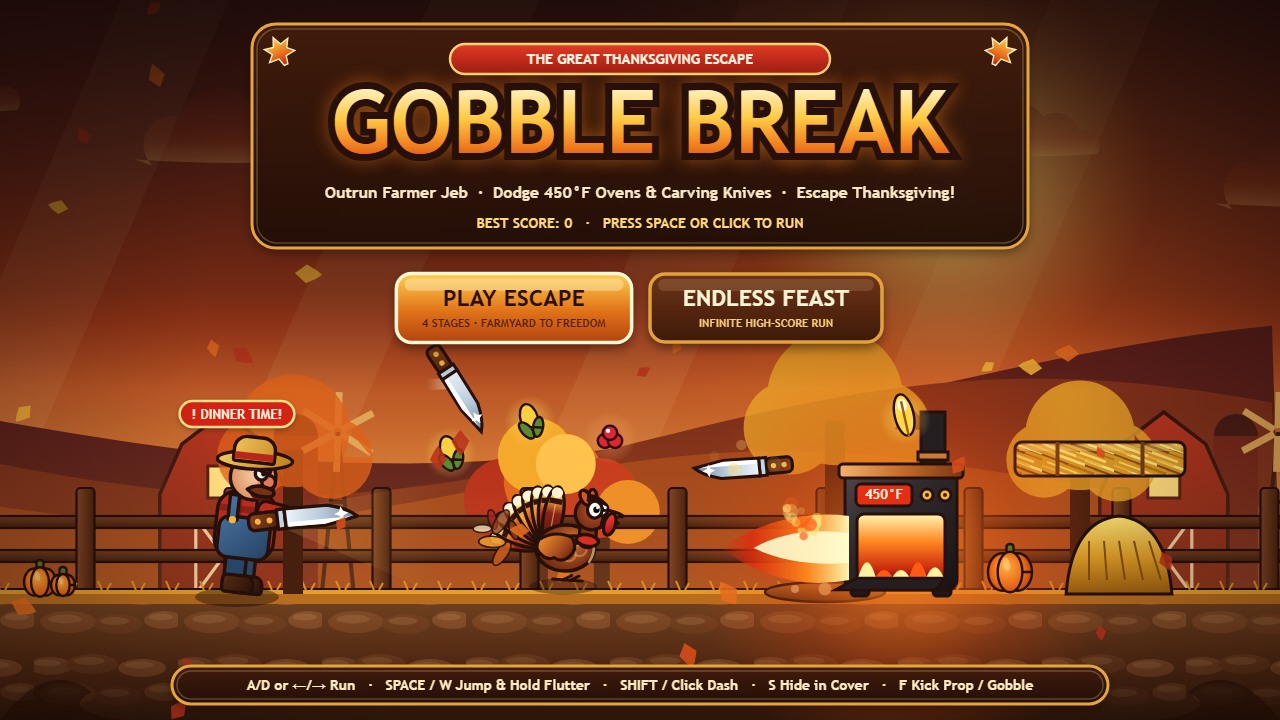 THE GREAT THANKSGIVING ESCAPE
GOBBLE BREAK
Outrun Farmer Jeb · Dodge 450°F Ovens & Carving Knives · Escape Thanksgiving!
BEST SCORE: 0 · PRESS SPACE OR CLICK TO RUN
PLAY ESCAPE
4 STAGES · FARMYARD TO FREEDOM
ENDLESS FEAST
INFINITE HIGH-SCORE RUN
! DINNER TIME!
450°F
A/D or ←/→ Run · SPACE / W Jump & Hold Flutter · SHIFT / Click Dash · S Hide in Cover · F Kick Prop / Gobble